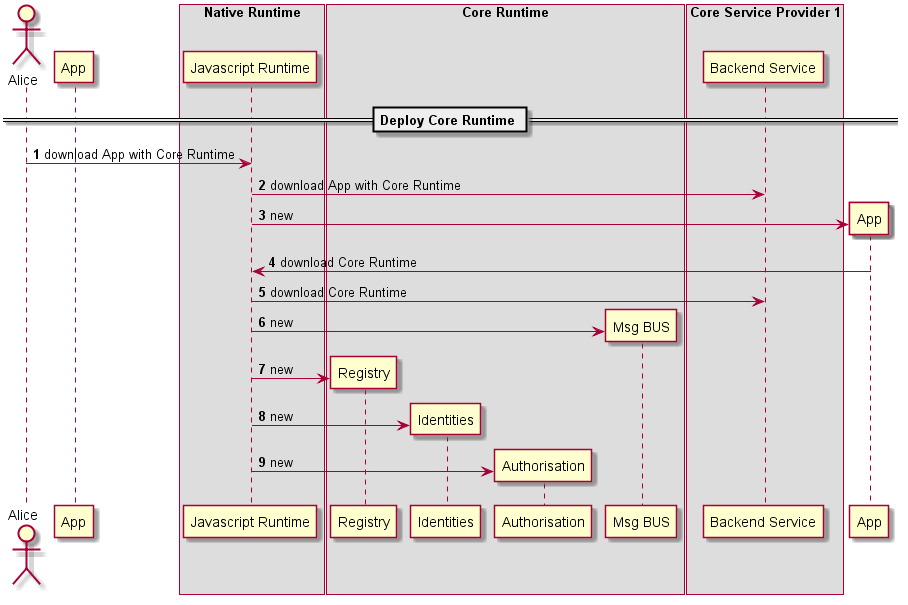 Native Runtime
Core Runtime
Core Service Provider 1
Alice
App
Javascript Runtime
Backend Service
Deploy Core Runtime
1 download App with Core Runtime
2 download App with Core Runtime
3 new
App
4 download Core Runtime
5 download Core Runtime
6 new
Msg BUS
7 new
Registry
8 new
Identities
9 new
Authorisation
Alice
App
Javascript Runtime
Registry
Identities
Authorisation
Msg BUS
Backend Service
App